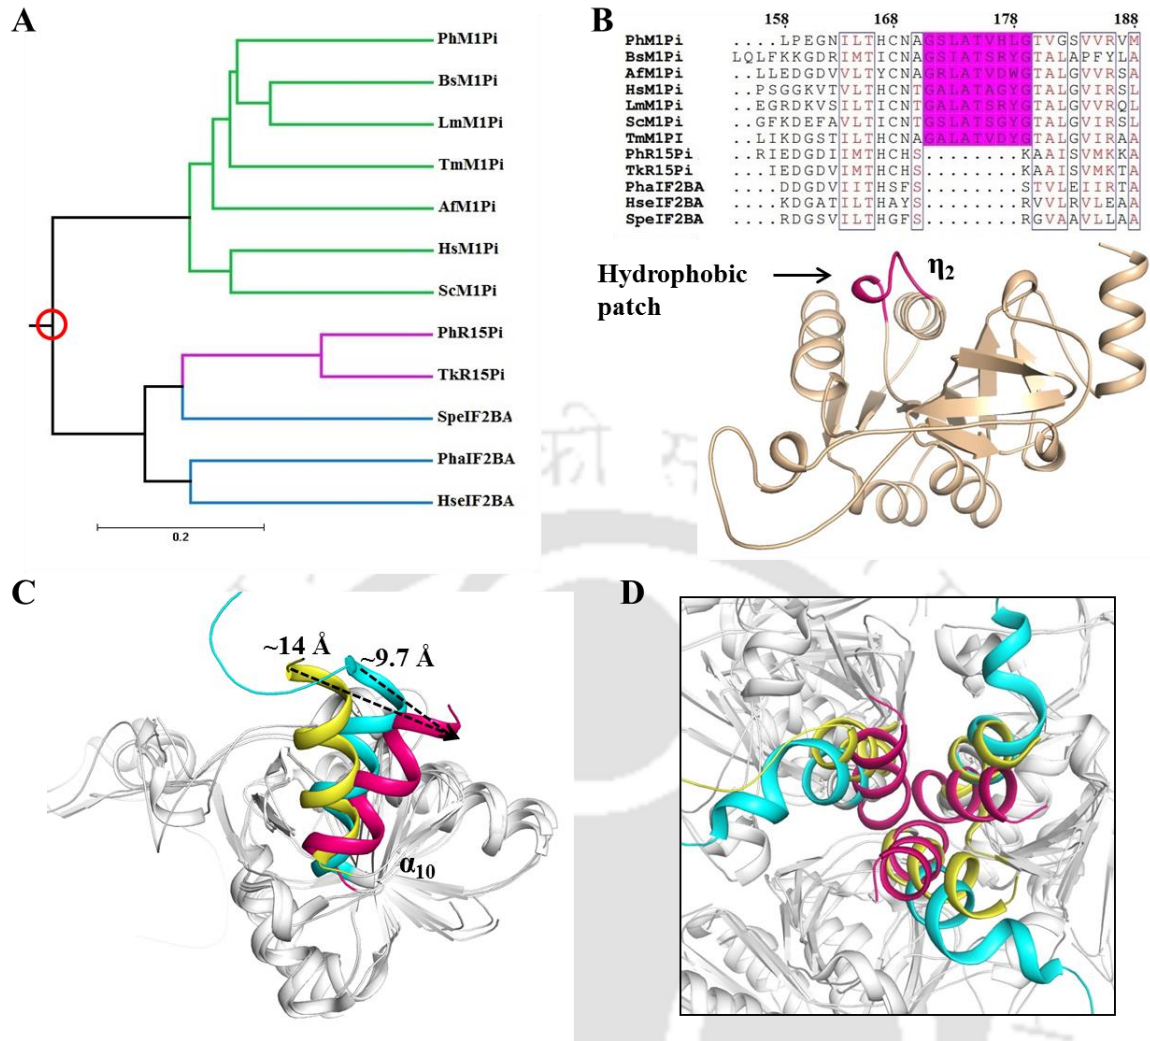 A
PhM1Pi
BsM1Pi
LmM1Pi
TmM1Pi
AfM1Pi
HsM1Pi
ScM1Pi
PhR15Pi
TkR15Pi
SpeIF2BA
PhaIF2BA
HseIF2BA
0.2
B
158 168 178 188
PhM1Pi ....LPEGNILTHCNAGSLATVHLGTVGSVVRVM
BsM1Pi LQLFKKGDRIMTICNAGSIATSRYGTALAPFYLA
AfM1Pi ..LLEDGDVVLTYCNAGRLATVDWGTALGVVRSA
HsM1Pi ..PSGGKVTVLTHCNTGALATAGYGTALGVIRSL
LmM1Pi ..EGRDKVSILTICNTGALATSRYGTALGVVRQL
ScM1Pi ..GFKDEFAVLTICNTGSLATSGYGTALGVIRSL
TmM1PI ..LIKDGSTILTHCNAGALATVDYGTALGVIRAA
PhR15Pi ..RIEDGDIIMTHCHS.........KAAISVMKKA
TkR15Pi ...IEDGDVIMTHCHS.........KAAISVMKTA
PhaIF2BA ....DDGDVIITHSFS.........STVLEIIRTA
HseIF2BA ....KDGATILTHAYS.........RVVLRVLEAA
SpeIF2BA ....RDGSVILTHGFS.........RGVAAVLLAA
Hydrophobic
patch
η2
C
~14 Å ~9.7 Å
α10
D